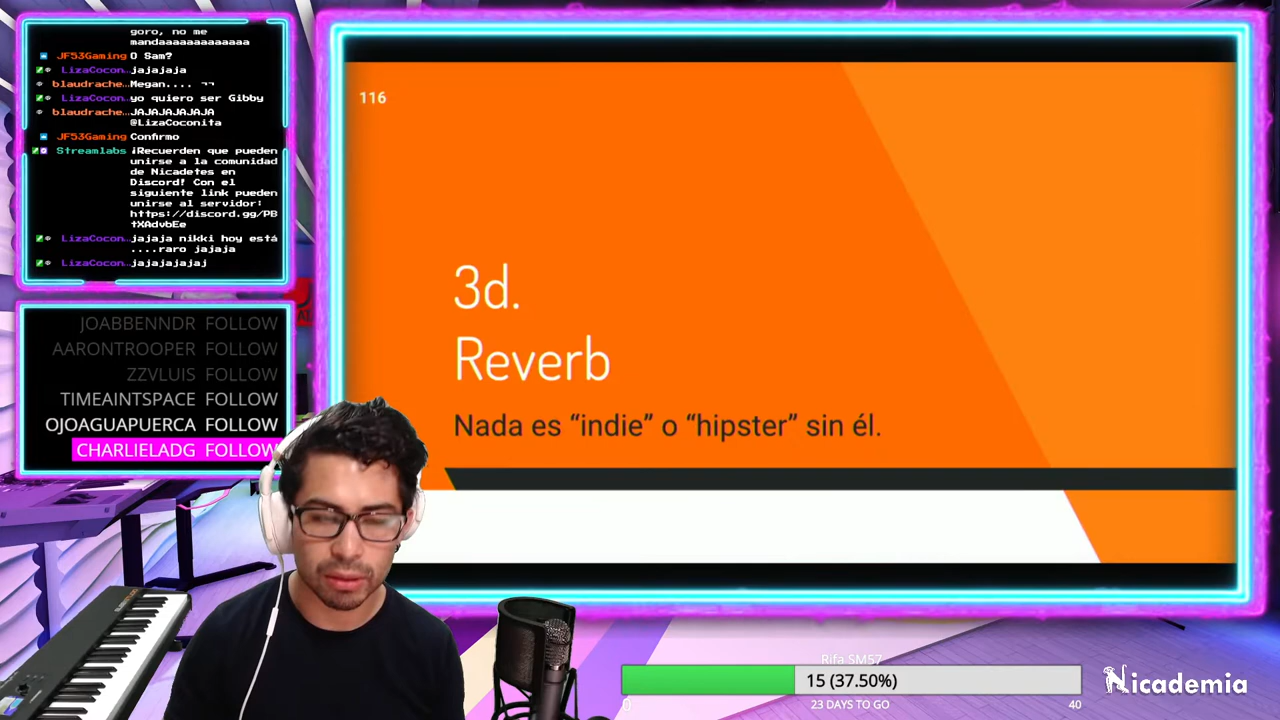 goro, no me
mandaaaaaaaaaaaaa
JF53Gaming O Sam?
LizaCocon… jajajaja
blaudrache… Megan.... ¬¬
LizaCocon… yo quiero ser Gibby
blaudrache… JAJAJAJAJAJA
@LizaCoconita
JF53Gaming Confirmo
Streamlabs ¡Recuerden que pueden
unirse a la comunidad
de Nicadetes en
Discord! Con el
siguiente link pueden
unirse al servidor:
https://discord.gg/PB
tXAdvbEe
LizaCocon… jajaja nikki hoy está
....raro jajaja
LizaCocon… jajajajajaj
JOABBENNDR FOLLOW
AARONTROOPER FOLLOW
ZZVLUIS FOLLOW
TIMEAINTSPACE FOLLOW
OJOAGUAPUERCA FOLLOW
CHARLIELADG FOLLOW
116
3d.
Reverb
Nada es “indie” o “hipster” sin él.
Rifa SM57
15 (37.50%)
0
23 DAYS TO GO
40
Nicademia